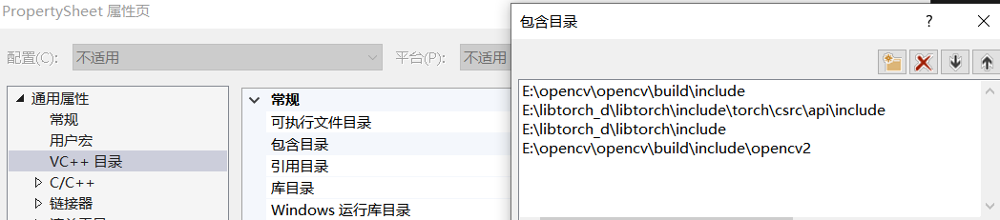 PropertySheet 属性页
配置(C):
不适用
平台(P):
不适用
通用属性
常规
用户宏
VC++ 目录
C/C++
链接器
常规
可执行文件目录
包含目录
引用目录
库目录
Windows 运行库目录
包含目录
?
E:\opencv\opencv\build\include
E:\libtorch_d\libtorch\include\torch\csrc\api\include
E:\libtorch_d\libtorch\include
E:\opencv\opencv\build\include\opencv2